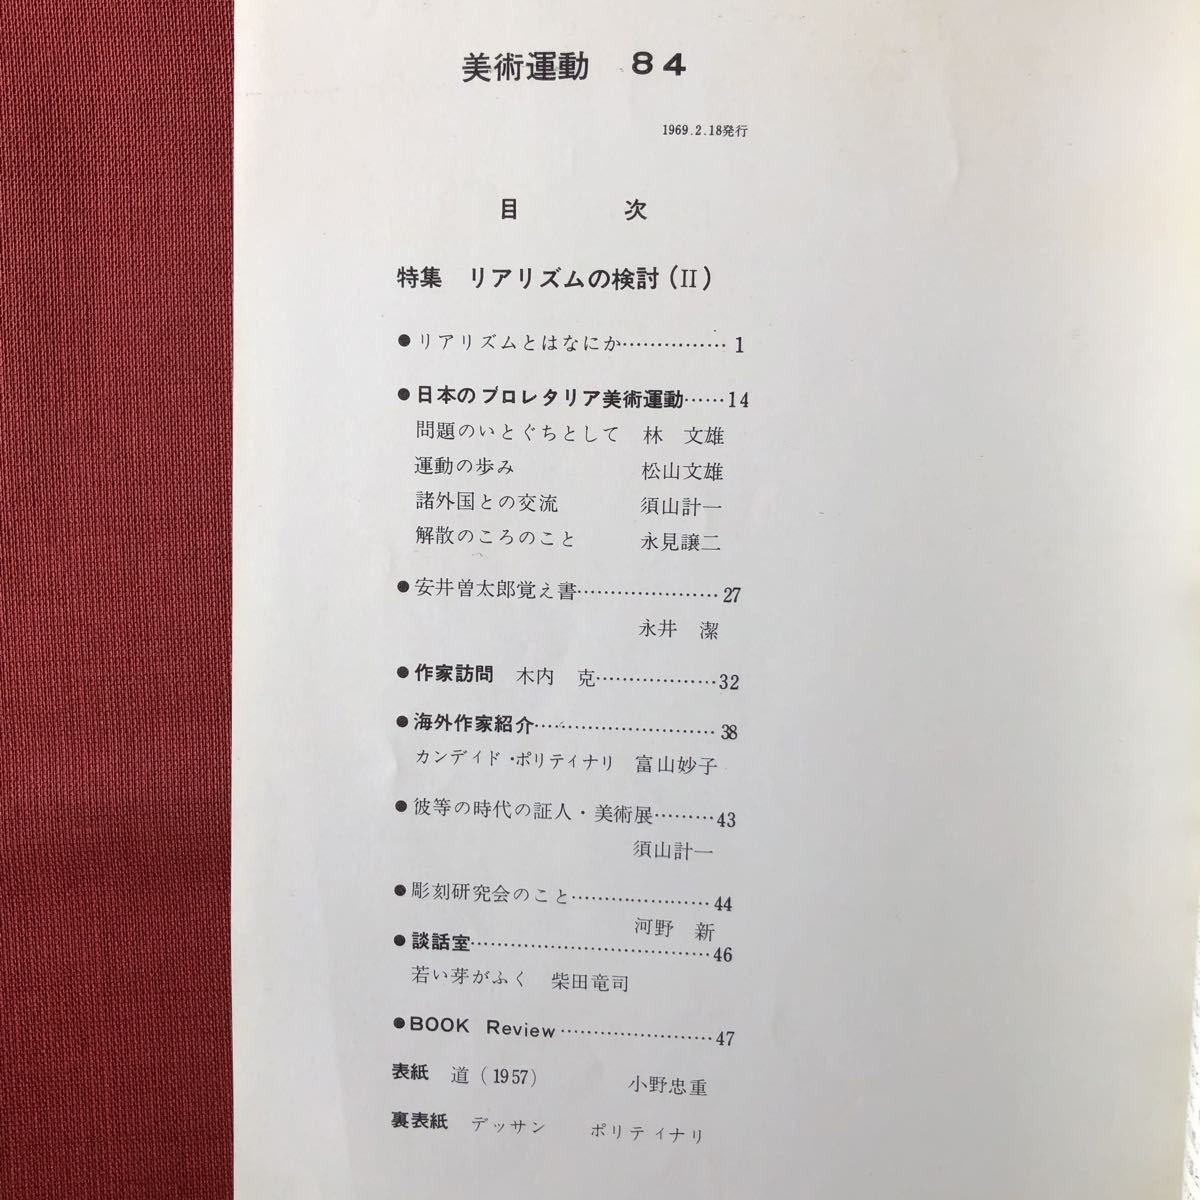 美術運動 84
1969.2.18発行
目 次
特集 リアリズムの検討(II)
●リアリズムとはなにか……………1
●日本のプロレタリア美術運動……14
問題のいとぐちとして 林 文雄
運動の歩み 松山文雄
諸外国との交流 須山計一
解散のころのこと 永見譲二
●安井曽太郎覚え書…………………27
永井 潔
●作家訪問 木内 克………………32
●海外作家紹介………………………38
カンディド・ポリティナリ 富山妙子
●彼等の時代の証人・美術展………43
須山計一
●彫刻研究会のこと…………………44
河野 新
●談話室………………………………46
若い芽がふく 柴田竜司
●BOOK Review……………………47
表紙 道(1957) 小野忠重
裏表紙 デッサン ポリティナリ